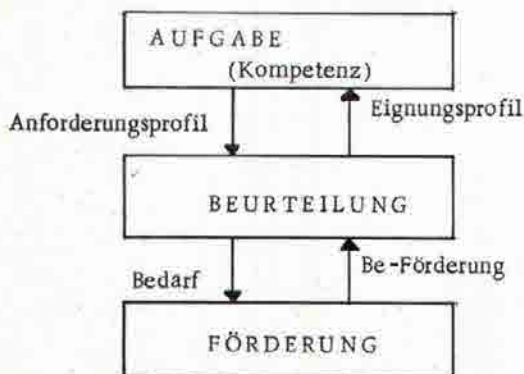 AUFGABE
(Kompetenz)
Anforderungsprofil
Eignungsprofil
BEURTEILUNG
Bedarf
Be-Förderung
FÖRDERUNG